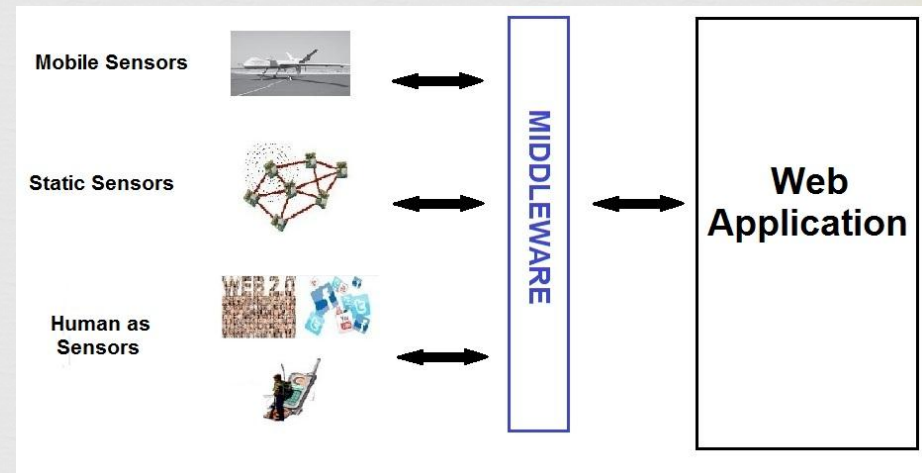 Mobile Sensors
Static Sensors
Human as
Sensors
WEB 2.0
MIDDLEWARE
Web
Application